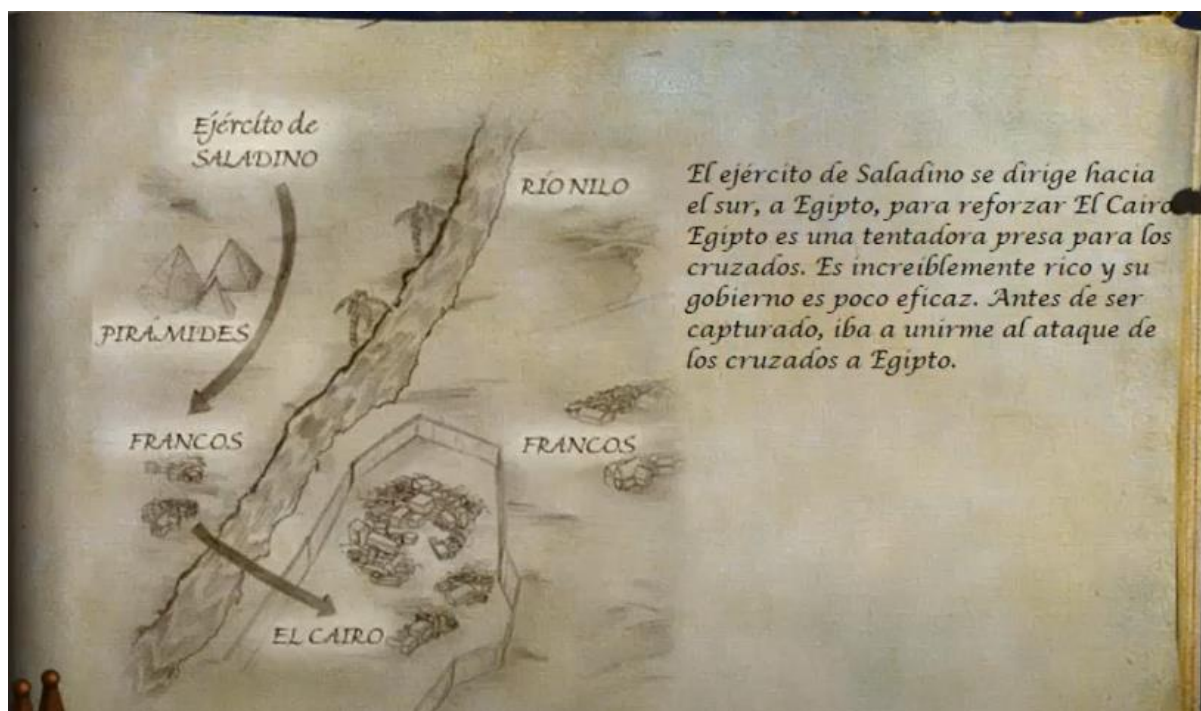 Ejército de
SALADINO
RÍO NILO
PIRÁMIDES
FRANCOS
FRANCOS
EL CAIRO
El ejército de Saladino se dirige hacia
el sur, a Egipto, para reforzar El Cairo
Egipto es una tentadora presa para los
cruzados. Es increíblemente rico y su
gobierno es poco eficaz. Antes de ser
capturado, iba a unirme al ataque de
los cruzados a Egipto.